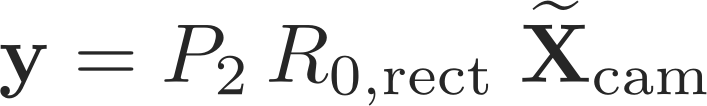 𝐲 = P₂ R₀,rect X̃cam